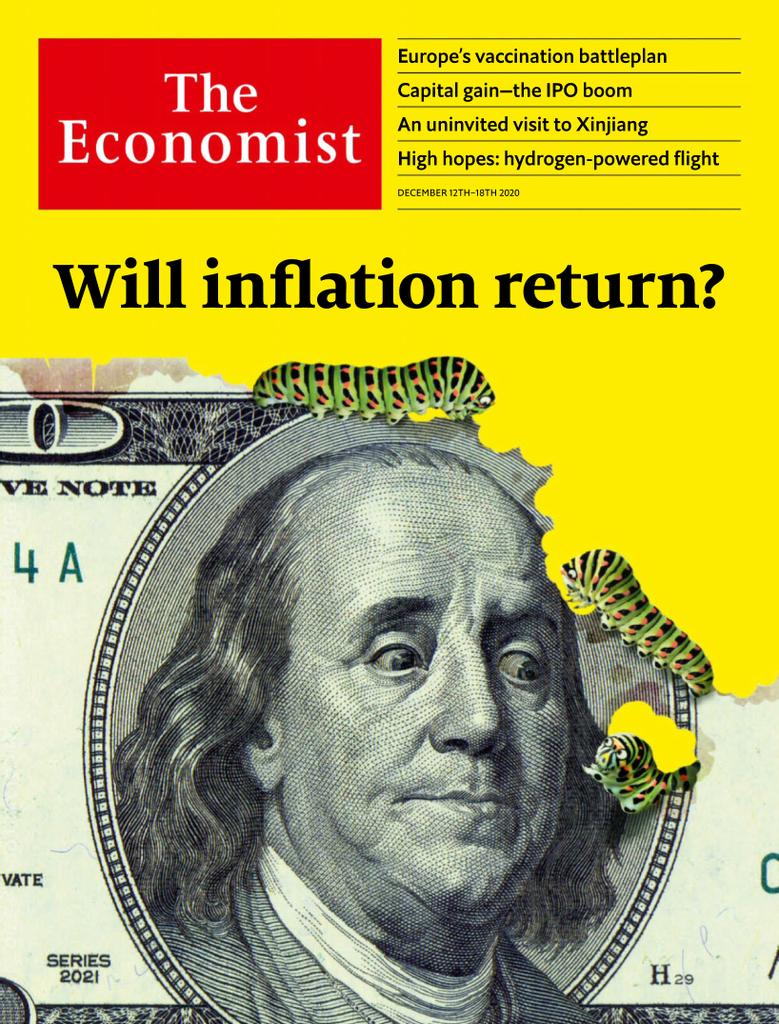 The
Economist
Europe's vaccination battleplan
Capital gain—the IPO boom
An uninvited visit to Xinjiang
High hopes: hydrogen-powered flight
DECEMBER 12TH–18TH 2020
Will inflation return?
VE NOTE
4 A
VATE
SERIES
2021
H 29